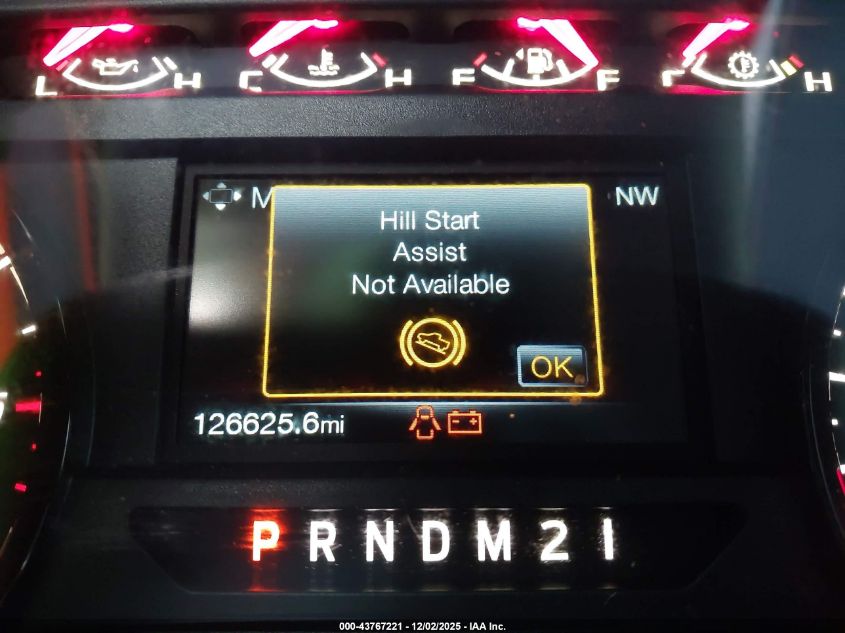 L H C H F F H
M NW
Hill Start
Assist
Not Available
OK
126625.6mi
P R N D M 2 1
000-43767221 - 12/02/2025 - IAA Inc.